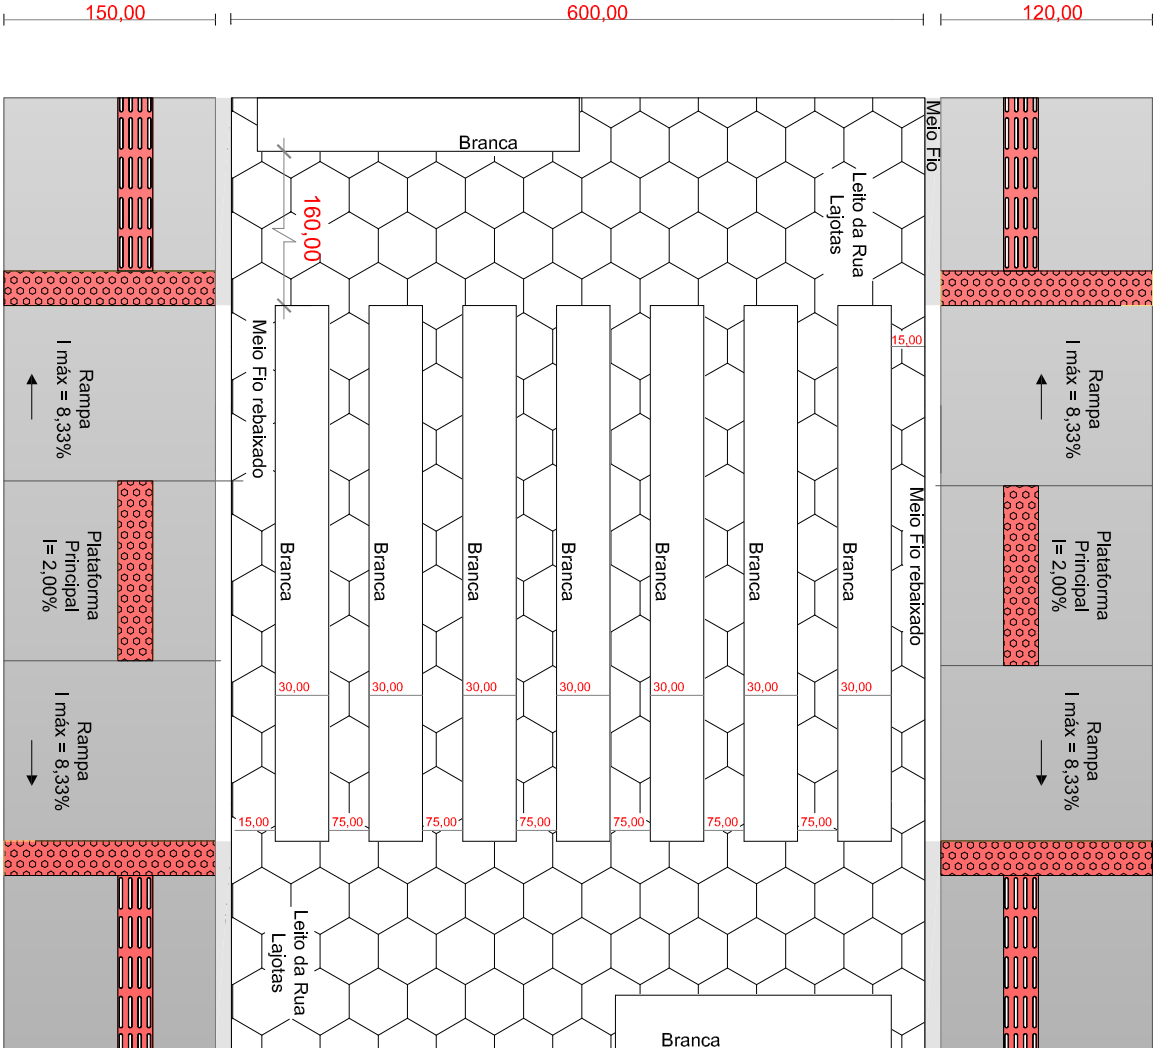 150,00
600,00
120,00
Branca
Meio Fio
160,00
Leito da Rua
Lajotas
15,00
Rampa
I máx = 8,33%
Meio Fio rebaixado
Rampa
I máx = 8,33%
Plataforma
Principal
I= 2,00%
Branca
Branca
Branca
Branca
Branca
Branca
Branca
Meio Fio rebaixado
Plataforma
Principal
I= 2,00%
30,00
30,00
30,00
30,00
30,00
30,00
30,00
Rampa
I máx = 8,33%
Rampa
I máx = 8,33%
15,00
75,00
75,00
75,00
75,00
75,00
75,00
Leito da Rua
Lajotas
Branca